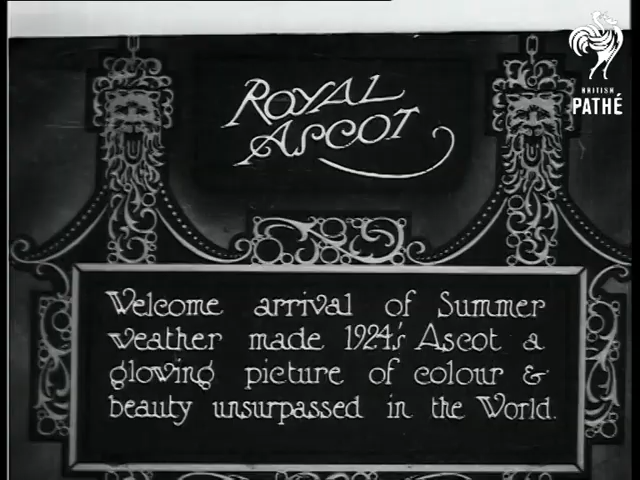 BRITISH
PATHÉ
ROYAL
ASCOT
Welcome arrival of Summer
weather made 1924's Ascot a
glowing picture of colour &
beauty unsurpassed in the World.